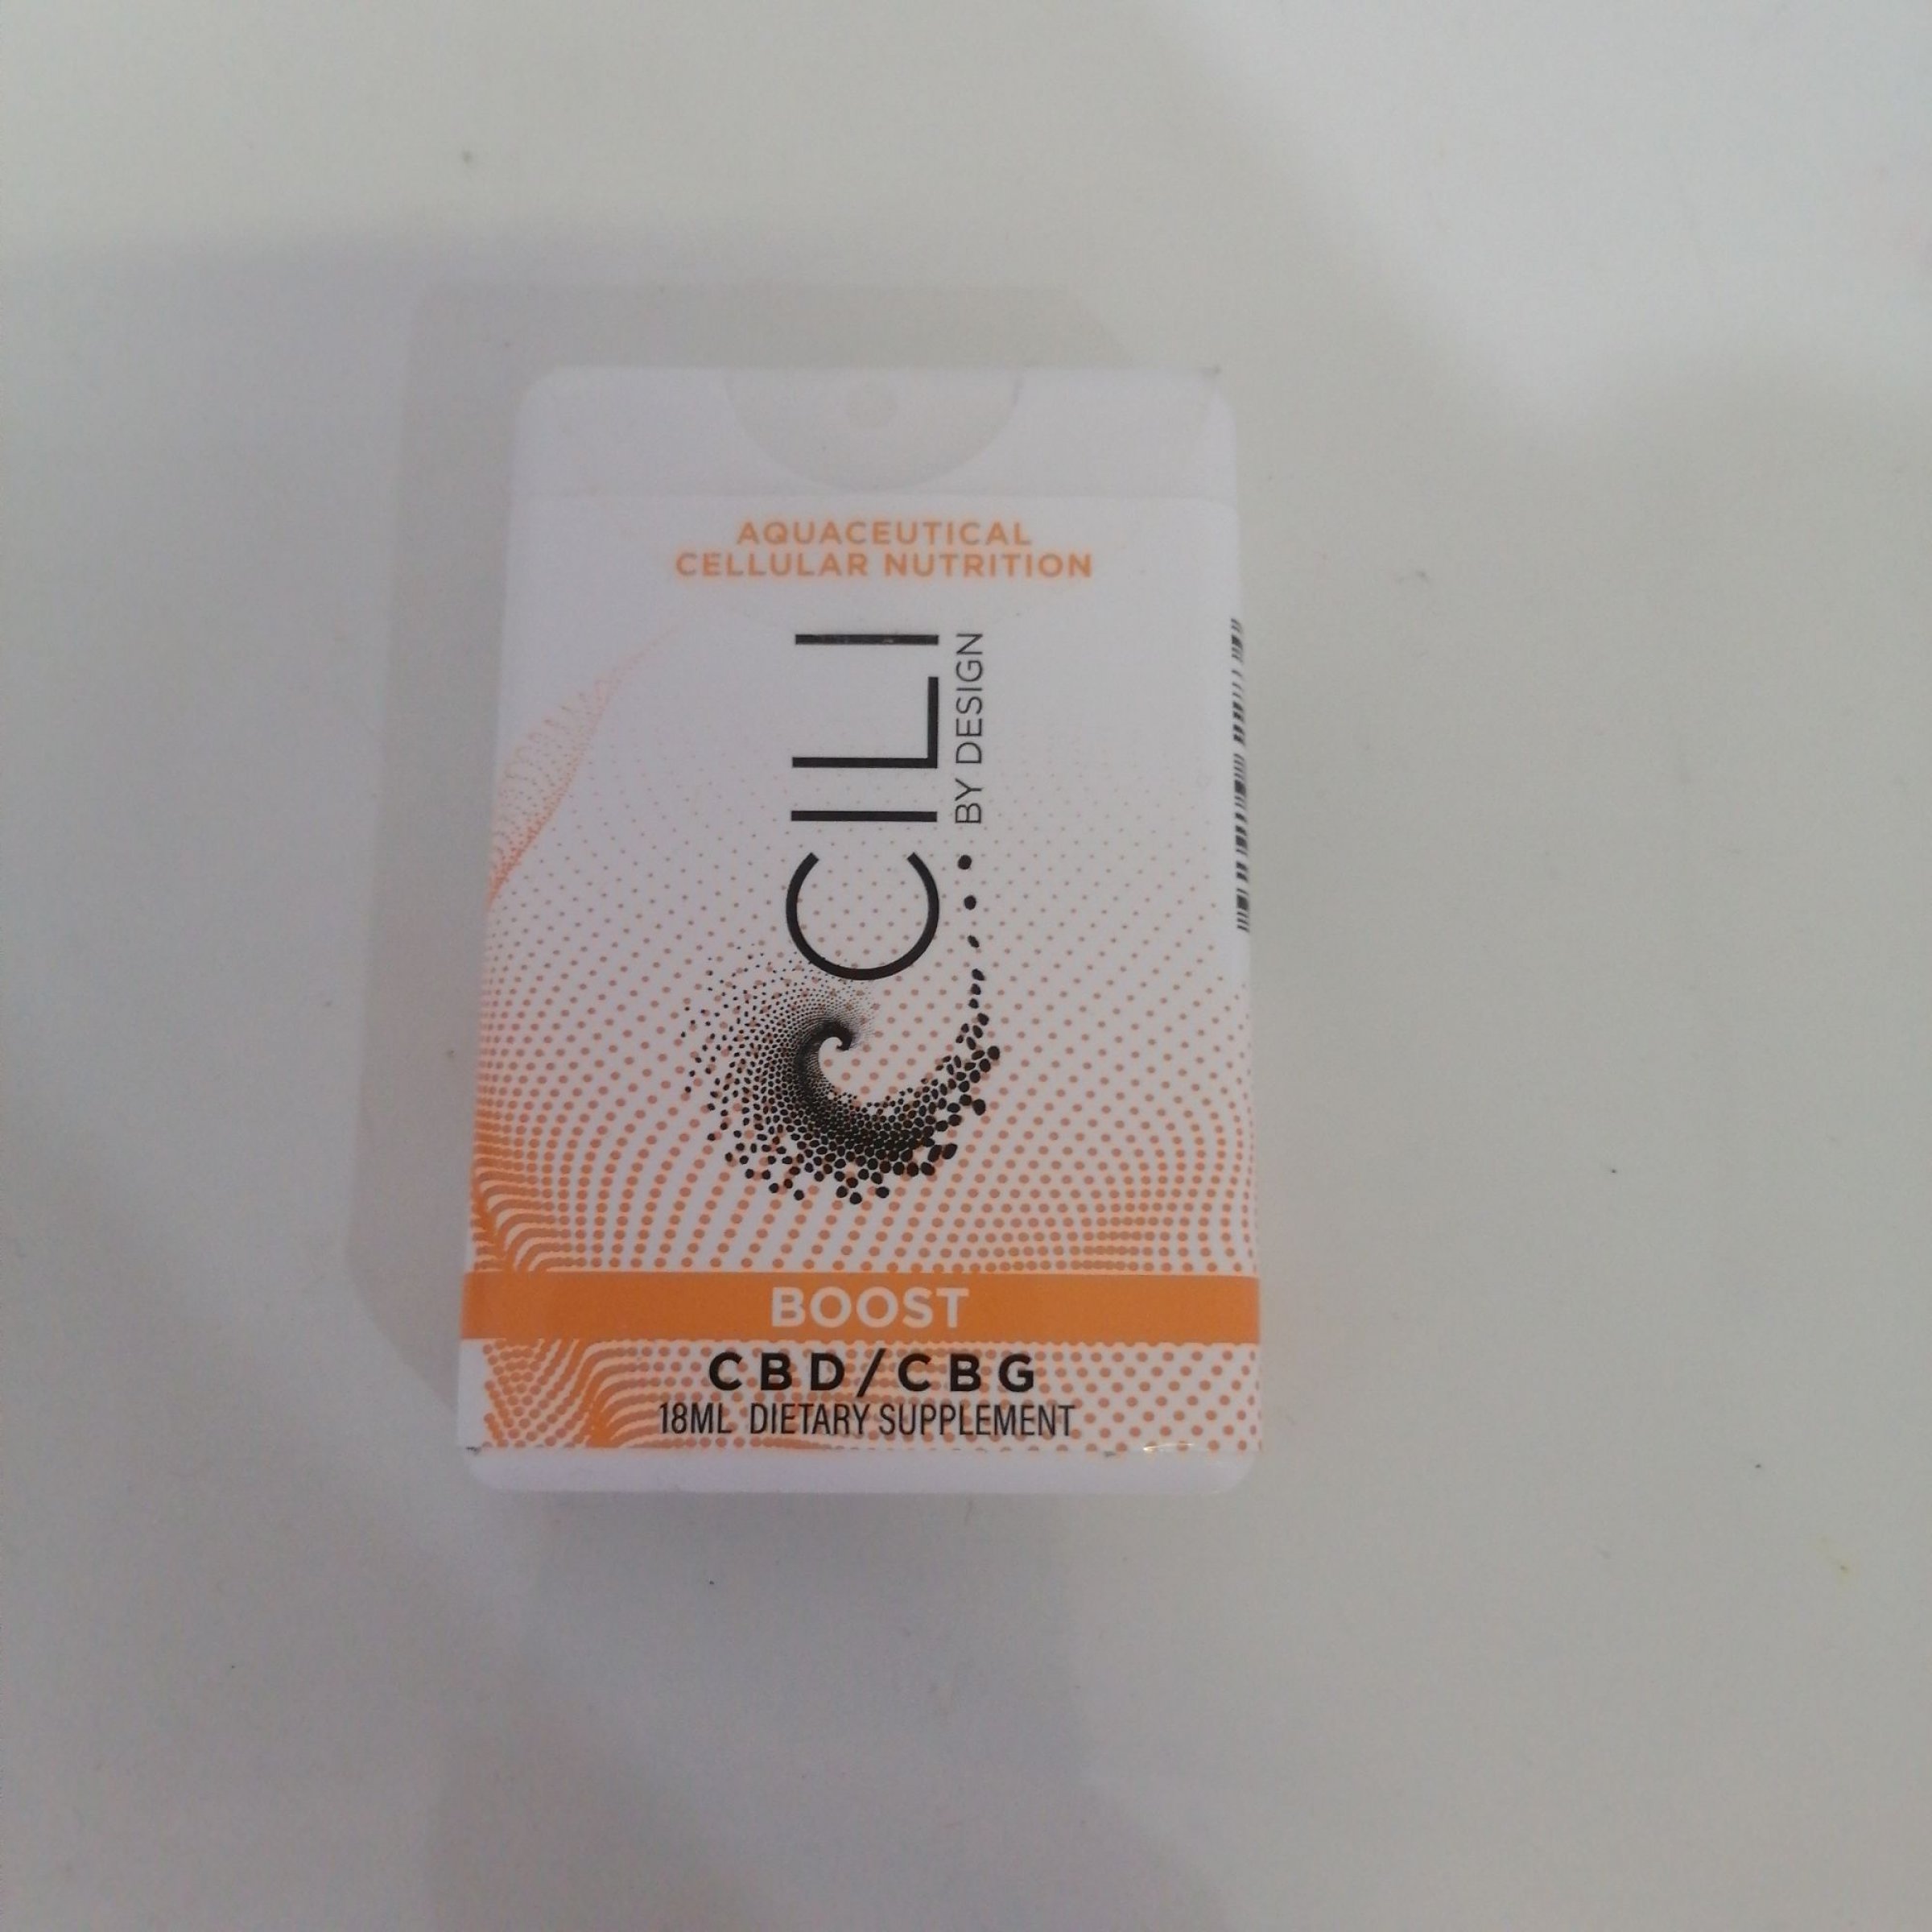 AQUACEUTICAL
CELLULAR NUTRITION
CILI
BY DESIGN
BOOST
CBD/CBG
18ML DIETARY SUPPLEMENT